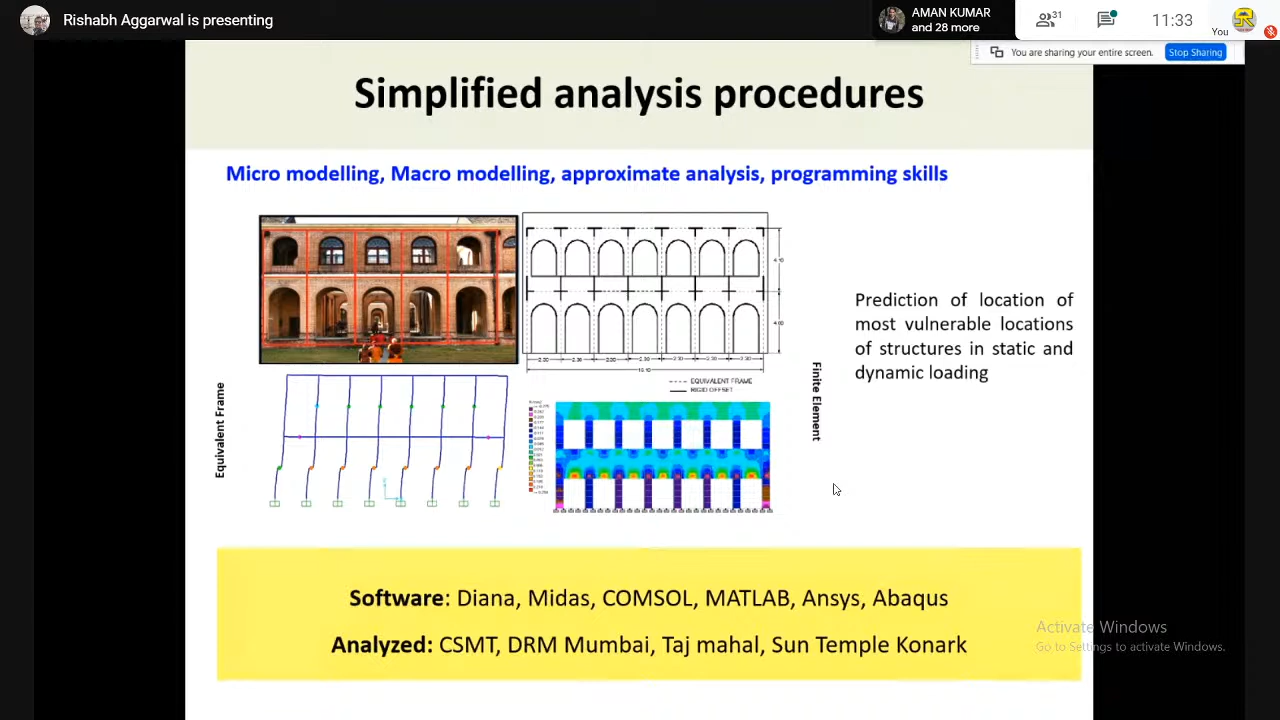 Rishabh Aggarwal is presenting
AMAN KUMAR
and 28 more
31
11:33
You
You are sharing your entire screen.
Stop Sharing
Simplified analysis procedures
Micro modelling, Macro modelling, approximate analysis, programming skills
Prediction of location of
most vulnerable locations
of structures in static and
dynamic loading
EQUIVALENT FRAME
RIGID OFFSET
Equivalent Frame
Finite Element
Software: Diana, Midas, COMSOL, MATLAB, Ansys, Abaqus
Analyzed: CSMT, DRM Mumbai, Taj mahal, Sun Temple Konark
Activate Windows
Go to Settings to activate Windows.